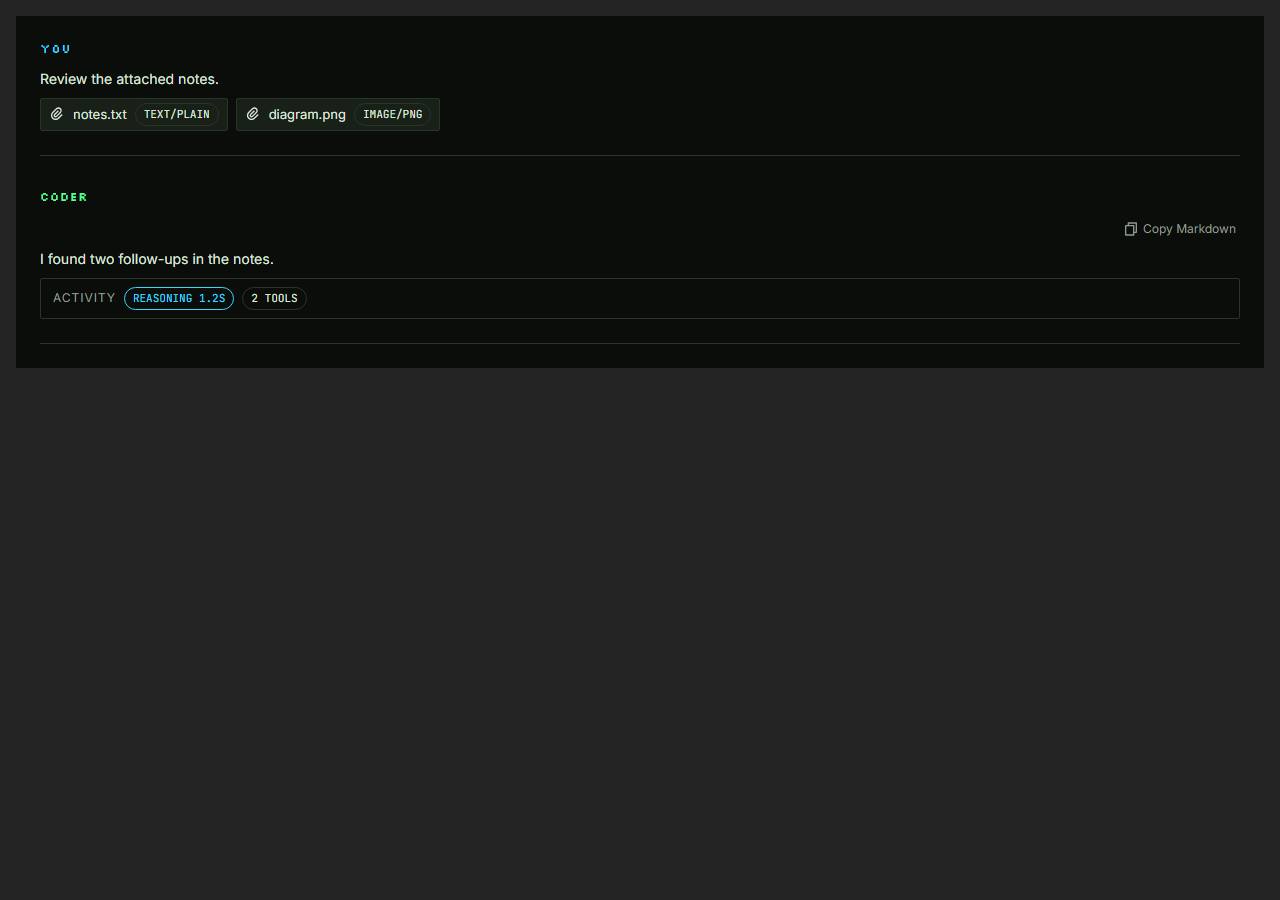 YOU
Review the attached notes.
notes.txt TEXT/PLAIN diagram.png IMAGE/PNG
CODER
Copy Markdown
I found two follow-ups in the notes.
ACTIVITY REASONING 1.2S 2 TOOLS